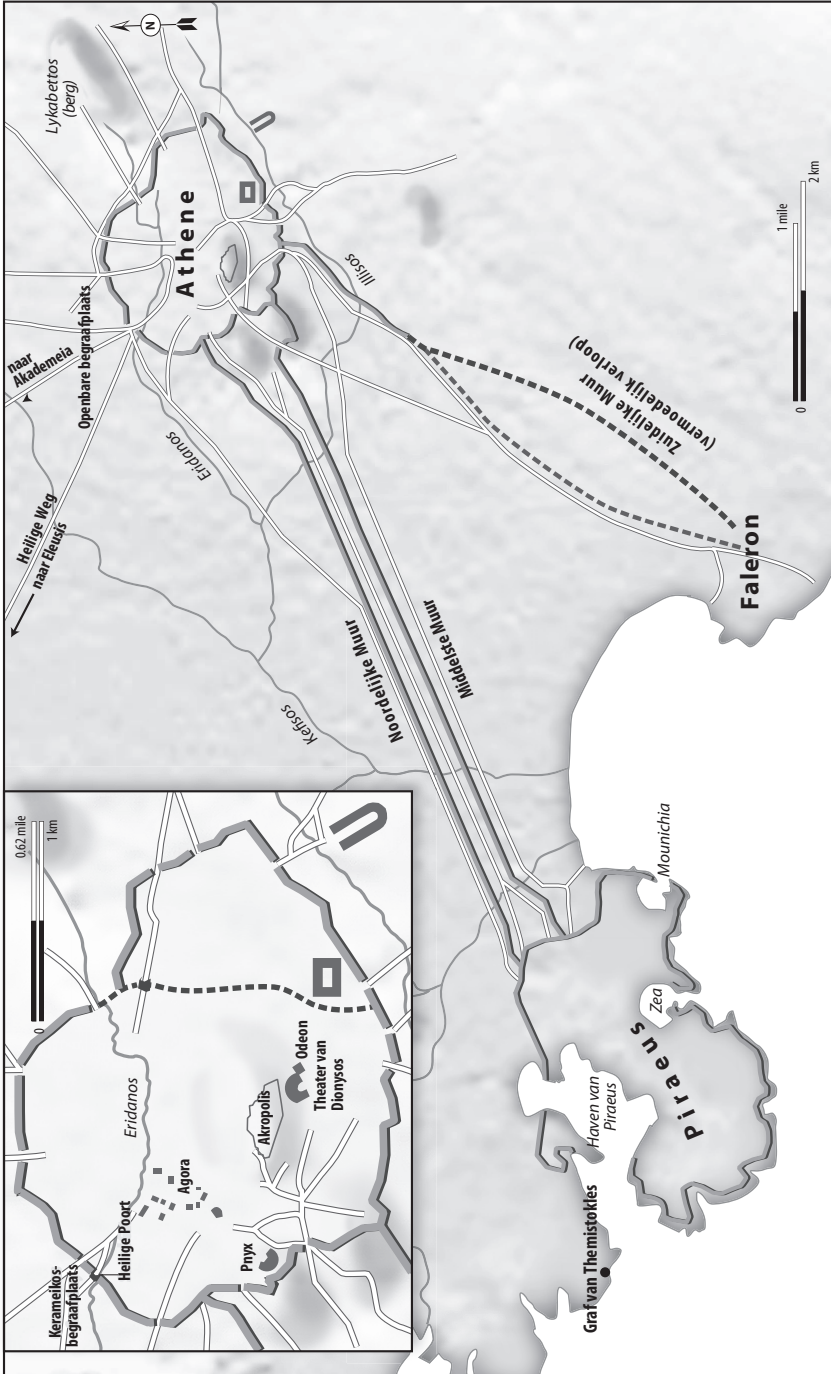 Lykabettos
(berg)
N
Athene
naar
Akademeia
Openbare begraafplaats
Heilige Weg
naar Eleusis
Eridanos
Illisos
Kefisos
Noordelijke Muur
Middelste Muur
Zuidelijke Muur
(vermoedelijk verloop)
Faleron
0
1 mile
2 km
Mounichia
Zea
Piraeus
Haven van
Piraeus
Graf van Themistokles
0
0.62 mile
1 km
Eridanos
Kerameikos-
begraafplaats
Heilige Poort
Agora
Pnyx
Akropolis
Odeon
Theater van
Dionysos